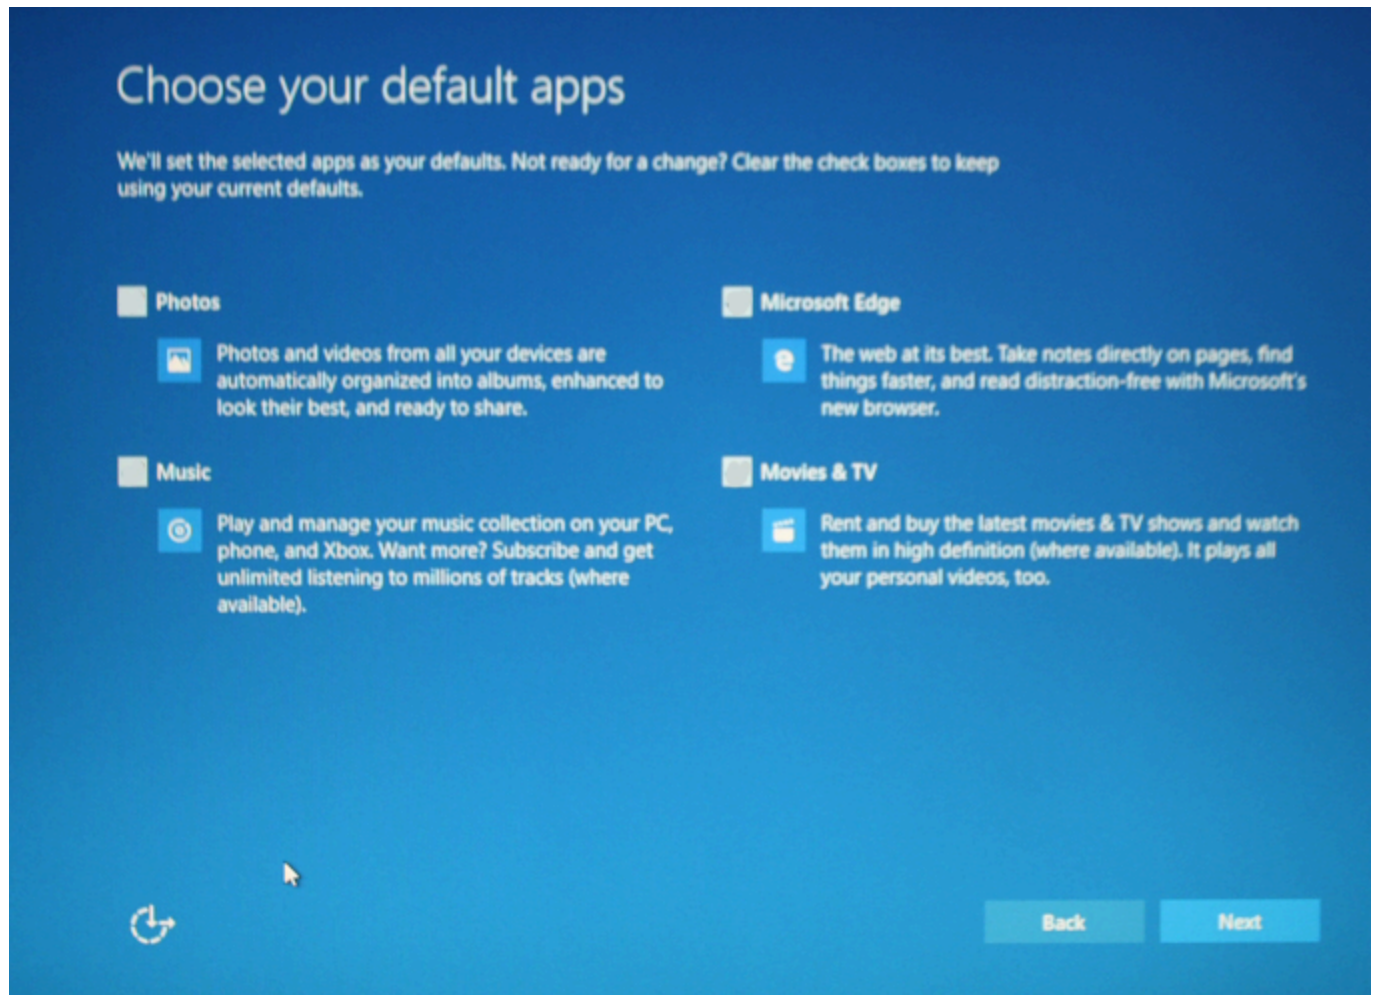 Choose your default apps
We'll set the selected apps as your defaults. Not ready for a change? Clear the check boxes to keep
using your current defaults.
Photos
Photos and videos from all your devices are
automatically organized into albums, enhanced to
look their best, and ready to share.
Microsoft Edge
The web at its best. Take notes directly on pages, find
things faster, and read distraction-free with Microsoft's
new browser.
Music
Play and manage your music collection on your PC,
phone, and Xbox. Want more? Subscribe and get
unlimited listening to millions of tracks (where
available).
Movies & TV
Rent and buy the latest movies & TV shows and watch
them in high definition (where available). It plays all
your personal videos, too.
Back
Next